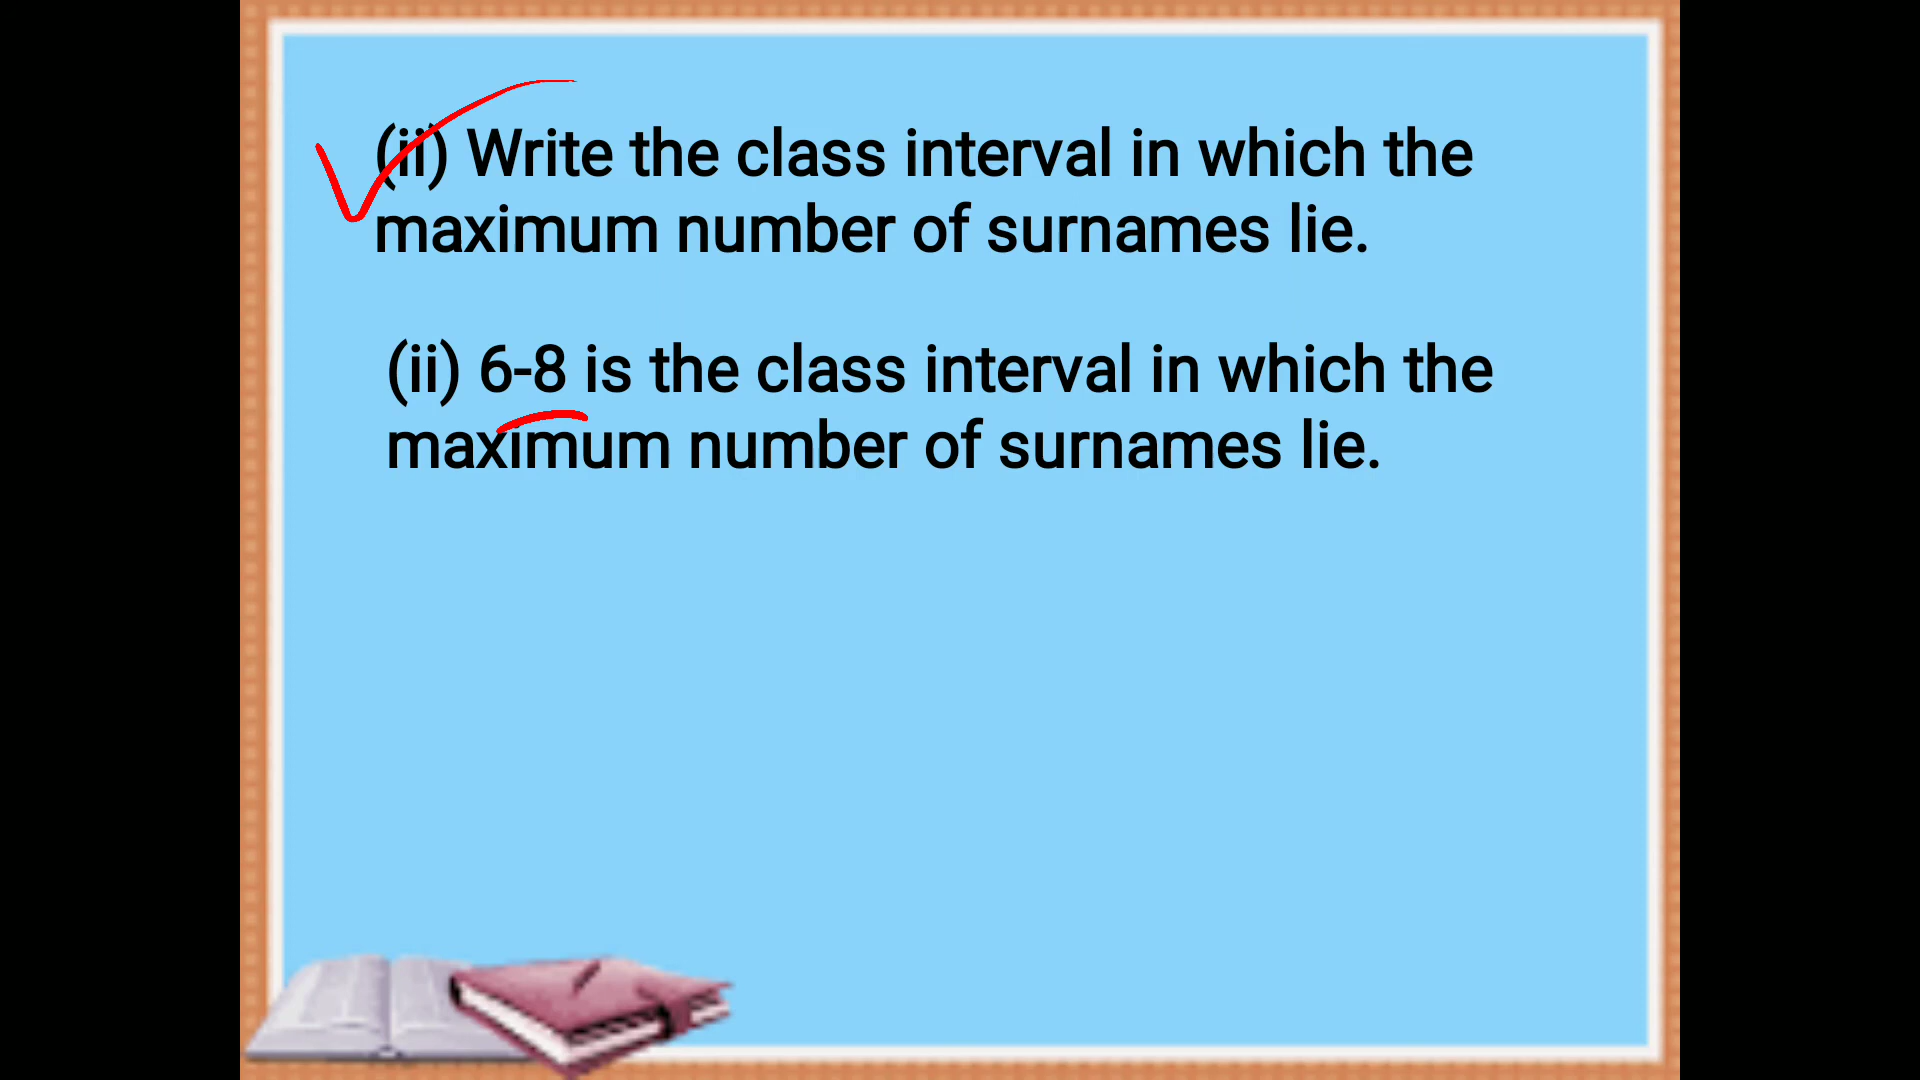 (ii) Write the class interval in which the
maximum number of surnames lie.
(ii) 6-8 is the class interval in which the
maximum number of surnames lie.